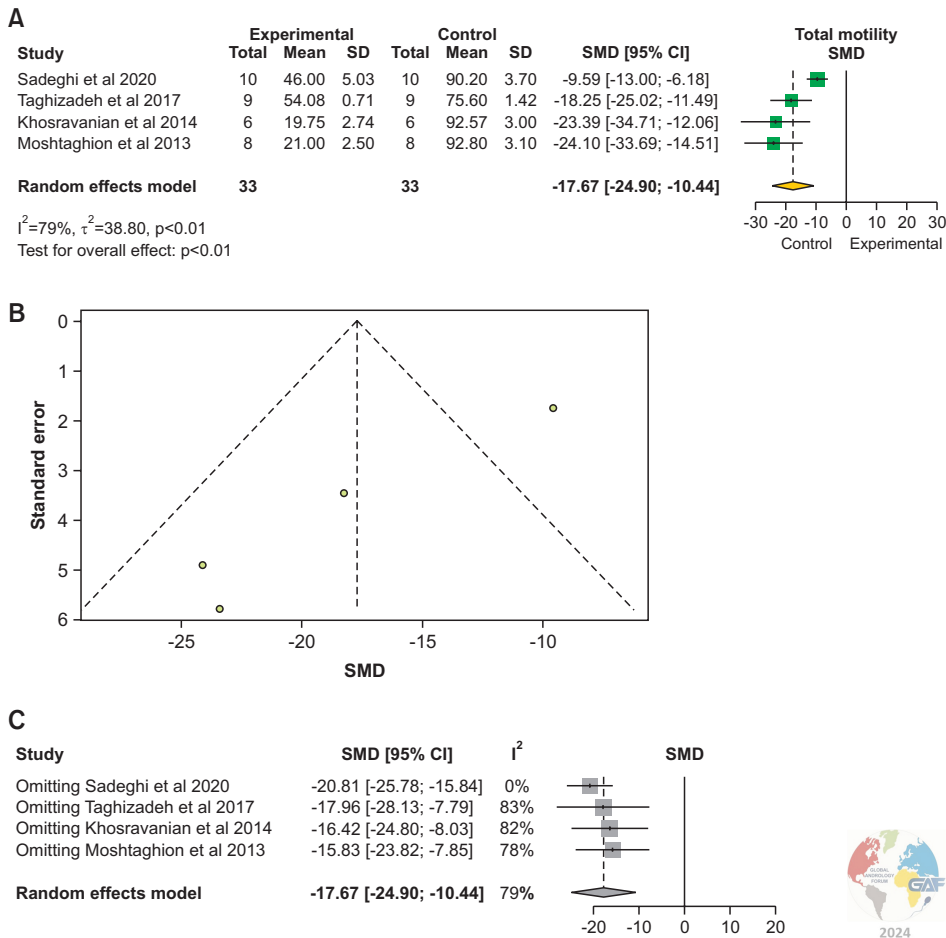 A
Experimental Control Total motility
Study Total Mean SD Total Mean SD SMD [95% CI] SMD
Sadeghi et al 2020 10 46.00 5.03 10 90.20 3.70 -9.59 [-13.00; -6.18]
Taghizadeh et al 2017 9 54.08 0.71 9 75.60 1.42 -18.25 [-25.02; -11.49]
Khosravanian et al 2014 6 19.75 2.74 6 92.57 3.00 -23.39 [-34.71; -12.06]
Moshtaghion et al 2013 8 21.00 2.50 8 92.80 3.10 -24.10 [-33.69; -14.51]
Random effects model 33 33 -17.67 [-24.90; -10.44]
I²=79%, τ²=38.80, p<0.01
Test for overall effect: p<0.01
-30 -20 -10 0 10 20 30
Control Experimental
B
Standard error
0
1
2
3
4
5
6
-25 -20 -15 -10
SMD
C
Study SMD [95% CI] I² SMD
Omitting Sadeghi et al 2020 -20.81 [-25.78; -15.84] 0%
Omitting Taghizadeh et al 2017 -17.96 [-28.13; -7.79] 83%
Omitting Khosravanian et al 2014 -16.42 [-24.80; -8.03] 82%
Omitting Moshtaghion et al 2013 -15.83 [-23.82; -7.85] 78%
Random effects model -17.67 [-24.90; -10.44] 79%
-20 -10 0 10 20
GLOBAL
ANDROLOGY
FORUM
GAF
2024